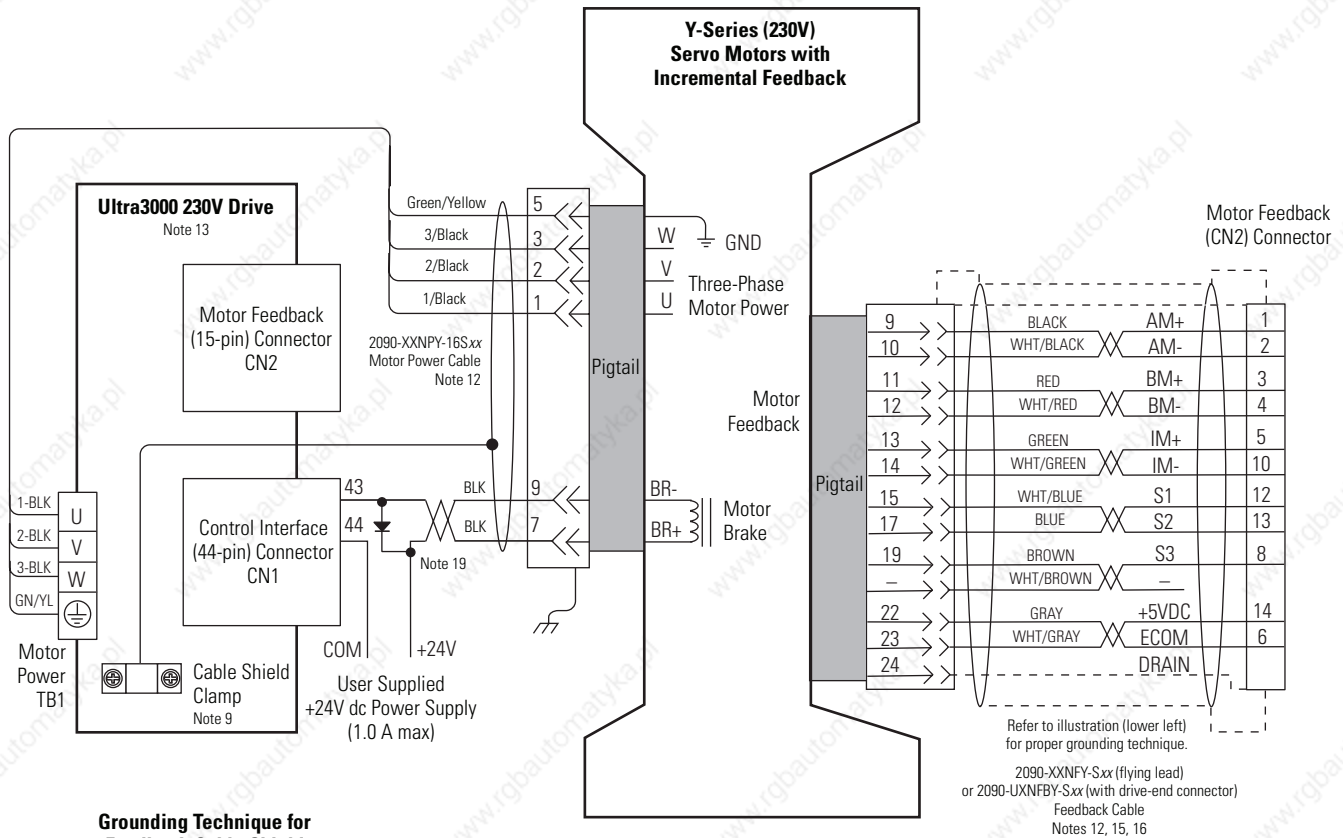 Y-Series (230V)
Servo Motors with
Incremental Feedback
Ultra3000 230V Drive
Note 13
Motor Feedback
(15-pin) Connector
CN2
Control Interface
(44-pin) Connector
CN1
43
44
1-BLK
2-BLK
3-BLK
GN/YL
U
V
W
Motor
Power
TB1
Cable Shield
Clamp
Note 9
Green/Yellow
3/Black
2/Black
1/Black
5
3
2
1
2090-XXNPY-16Sxx
Motor Power Cable
Note 12
BLK
BLK
9
7
Note 19
COM
+24V
User Supplied
+24V dc Power Supply
(1.0 A max)
Pigtail
W
V
U
GND
Three-Phase
Motor Power
BR-
BR+
Motor
Brake
Motor
Feedback
Pigtail
Motor Feedback
(CN2) Connector
9 BLACK AM+ 1
10 WHT/BLACK AM- 2
11 RED BM+ 3
12 WHT/RED BM- 4
13 GREEN IM+ 5
14 WHT/GREEN IM- 10
15 WHT/BLUE S1 12
17 BLUE S2 13
19 BROWN S3 8
– WHT/BROWN –
22 GRAY +5VDC 14
23 WHT/GRAY ECOM 6
24 DRAIN
Refer to illustration (lower left)
for proper grounding technique.
2090-XXNFY-Sxx (flying lead)
or 2090-UXNFBY-Sxx (with drive-end connector)
Feedback Cable
Notes 12, 15, 16
Grounding Technique for
www.rgbautomatyka.pl